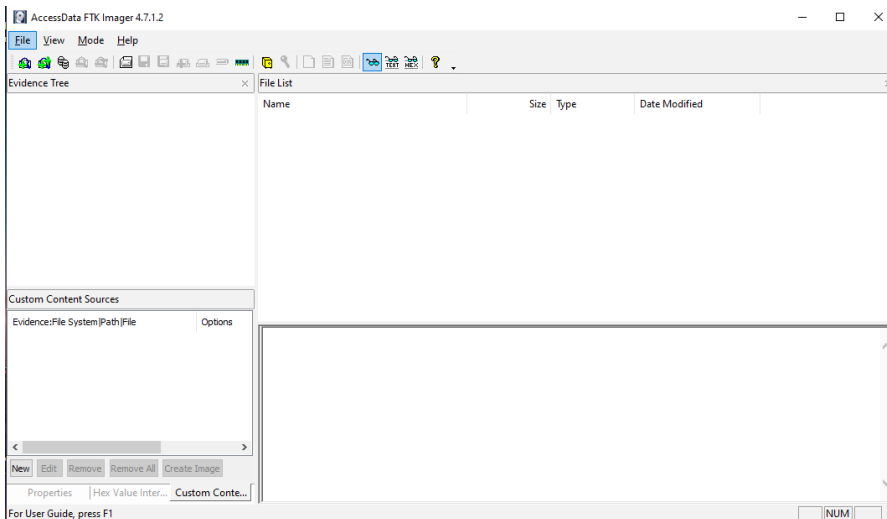 AccessData FTK Imager 4.7.1.2
File View Mode Help
TEXT HEX
Evidence Tree
File List
Name Size Type Date Modified
Custom Content Sources
Evidence:File System|Path|File Options
New Edit Remove Remove All Create Image
Properties Hex Value Inter... Custom Conte...
For User Guide, press F1 NUM